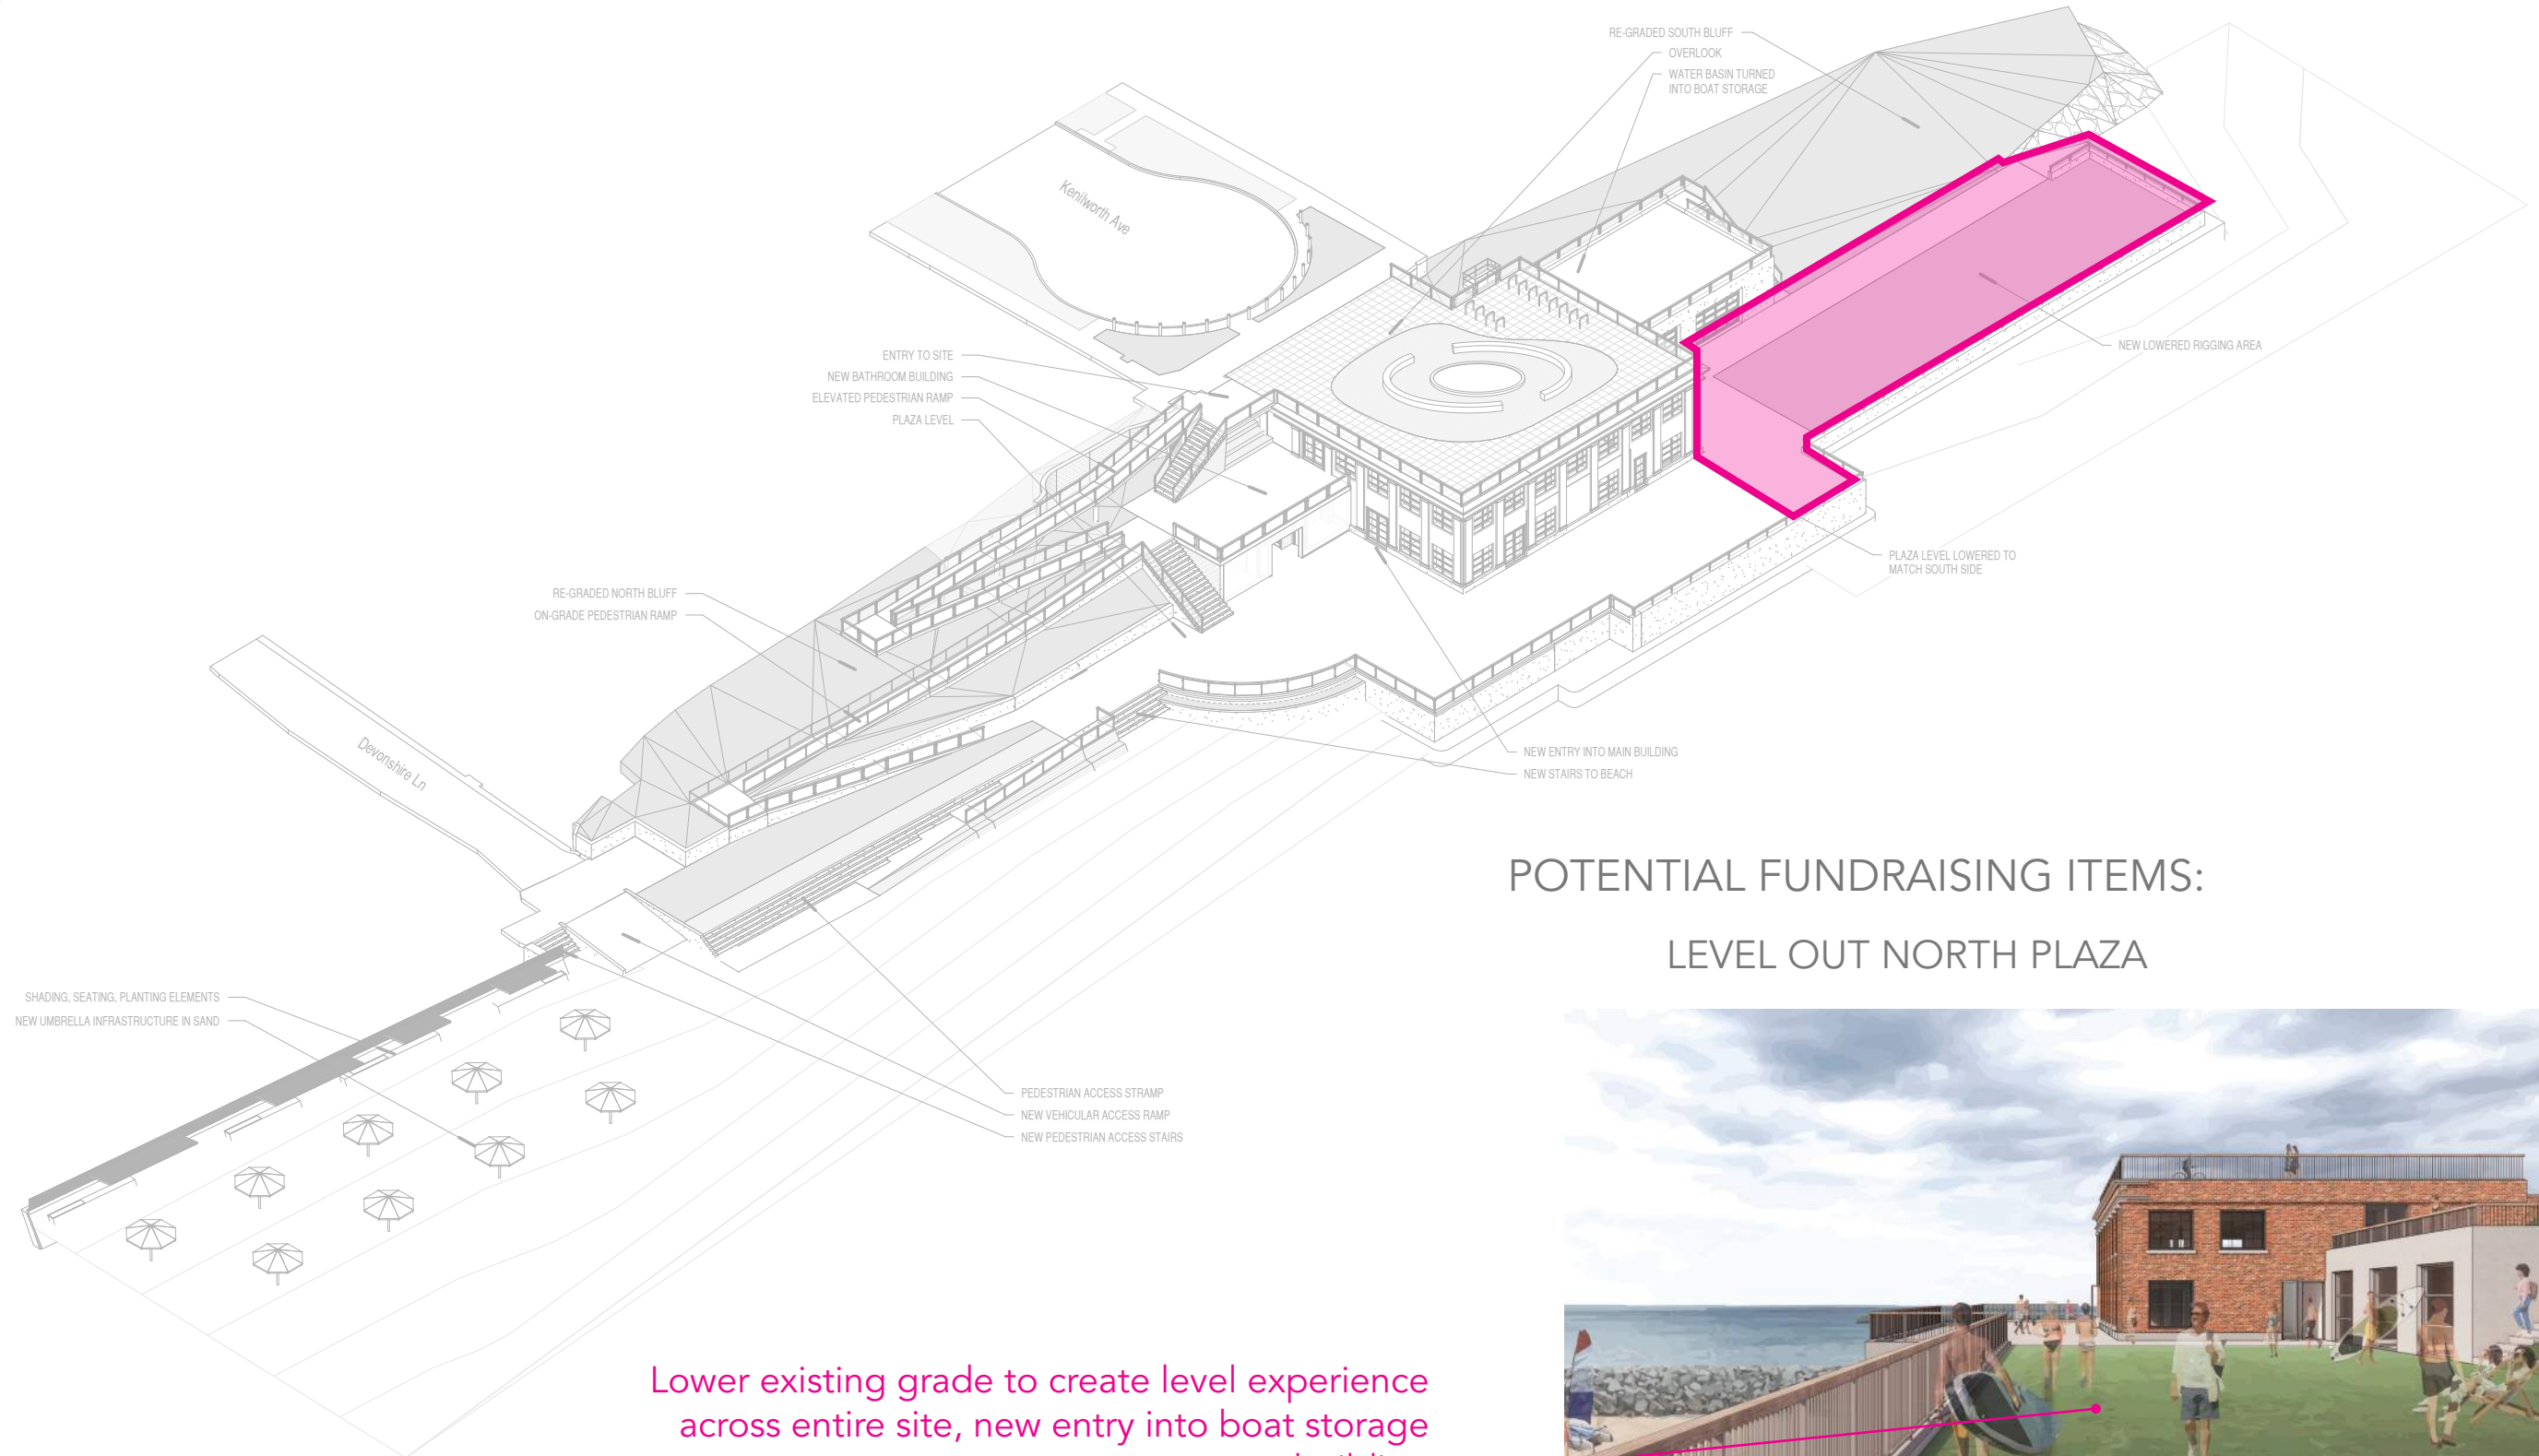 RE-GRADED SOUTH BLUFF
OVERLOOK
WATER BASIN TURNED
INTO BOAT STORAGE
Kenilworth Ave
ENTRY TO SITE
NEW BATHROOM BUILDING
ELEVATED PEDESTRIAN RAMP
PLAZA LEVEL
NEW LOWERED RIGGING AREA
PLAZA LEVEL LOWERED TO
MATCH SOUTH SIDE
RE-GRADED NORTH BLUFF
ON-GRADE PEDESTRIAN RAMP
Devonshire Ln
NEW ENTRY INTO MAIN BUILDING
NEW STAIRS TO BEACH
POTENTIAL FUNDRAISING ITEMS:
LEVEL OUT NORTH PLAZA
SHADING, SEATING, PLANTING ELEMENTS
NEW UMBRELLA INFRASTRUCTURE IN SAND
PEDESTRIAN ACCESS STRAMP
NEW VEHICULAR ACCESS RAMP
NEW PEDESTRIAN ACCESS STAIRS
Lower existing grade to create level experience
across entire site, new entry into boat storage